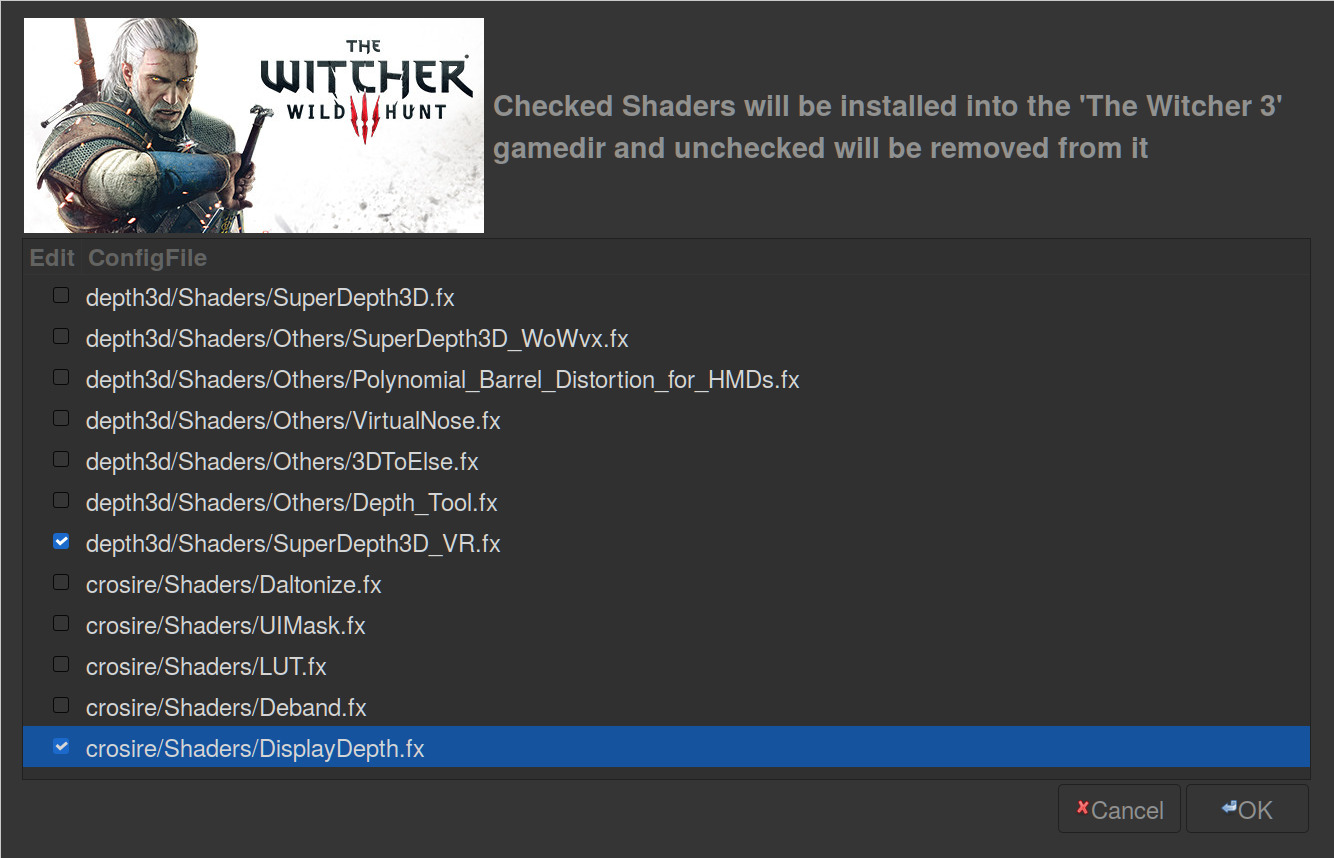 THE
WITCHER
WILD HUNT
Checked Shaders will be installed into the 'The Witcher 3'
gamedir and unchecked will be removed from it
Edit ConfigFile
depth3d/Shaders/SuperDepth3D.fx
depth3d/Shaders/Others/SuperDepth3D_WoWvx.fx
depth3d/Shaders/Others/Polynomial_Barrel_Distortion_for_HMDs.fx
depth3d/Shaders/Others/VirtualNose.fx
depth3d/Shaders/Others/3DToElse.fx
depth3d/Shaders/Others/Depth_Tool.fx
depth3d/Shaders/SuperDepth3D_VR.fx
crosire/Shaders/Daltonize.fx
crosire/Shaders/UIMask.fx
crosire/Shaders/LUT.fx
crosire/Shaders/Deband.fx
crosire/Shaders/DisplayDepth.fx
Cancel OK